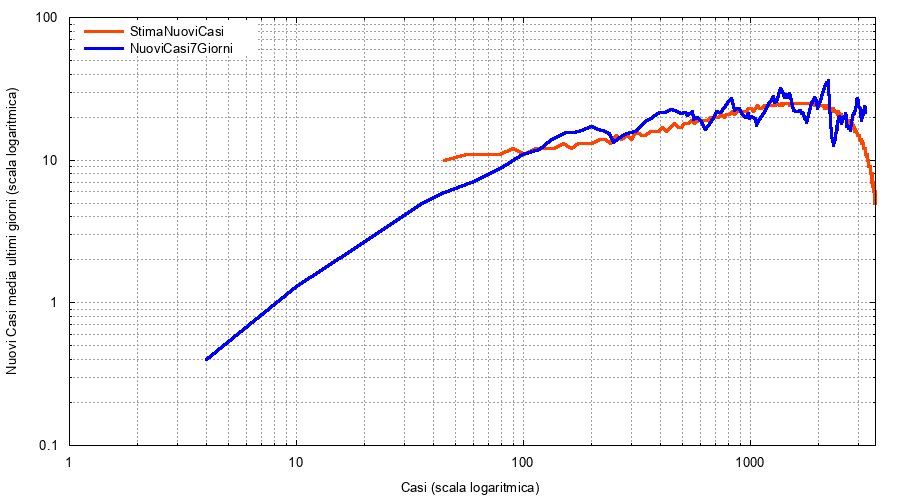 100
StimaNuoviCasi
NuoviCasi7Giorni
10
1
0.1
Nuovi Casi media ultimi giorni (scala logaritmica)
1 10 100 1000
Casi (scala logaritmica)